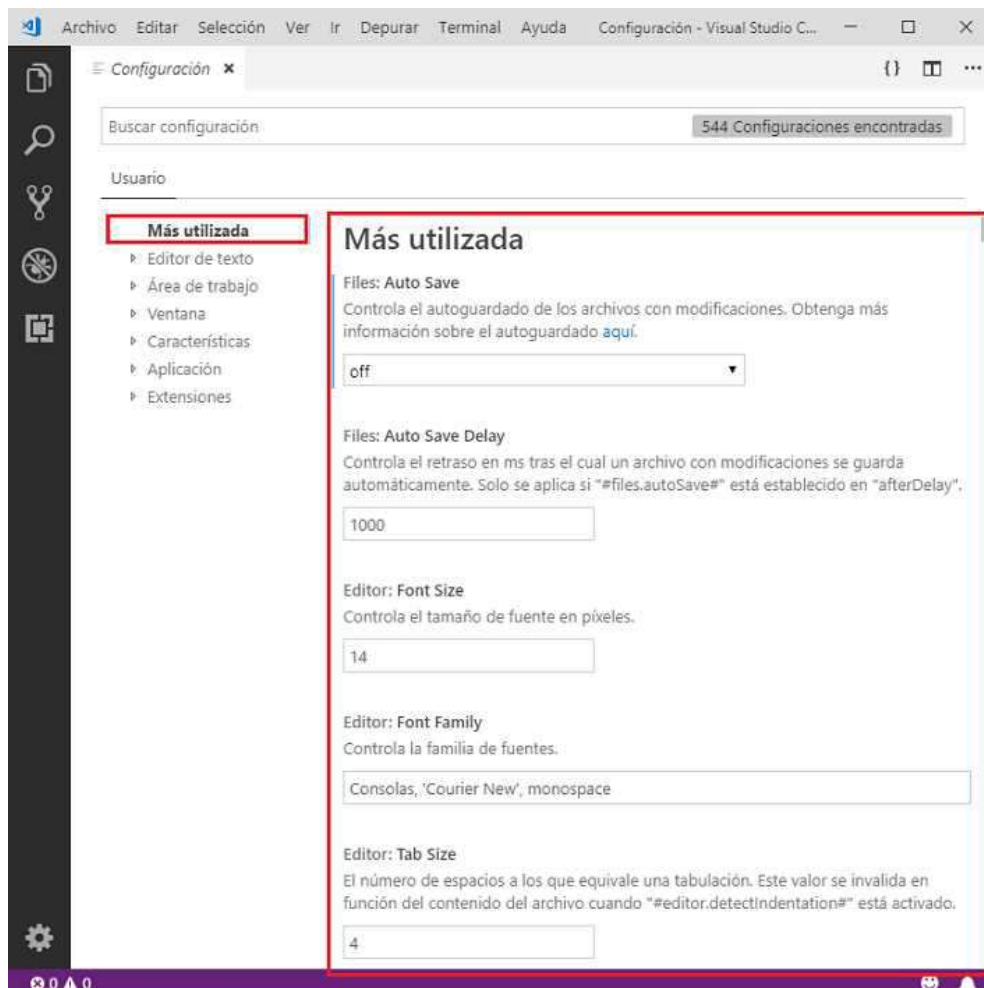 Archivo Editar Selección Ver Ir Depurar Terminal Ayuda Configuración - Visual Studio C...
Configuración
Buscar configuración 544 Configuraciones encontradas
Usuario
Más utilizada
Editor de texto
Área de trabajo
Ventana
Características
Aplicación
Extensiones
Más utilizada
Files: Auto Save
Controla el autoguardado de los archivos con modificaciones. Obtenga más
información sobre el autoguardado aquí.
off
Files: Auto Save Delay
Controla el retraso en ms tras el cual un archivo con modificaciones se guarda
automáticamente. Solo se aplica si "#files.autoSave#" está establecido en "afterDelay".
1000
Editor: Font Size
Controla el tamaño de fuente en píxeles.
14
Editor: Font Family
Controla la familia de fuentes.
Consolas, 'Courier New', monospace
Editor: Tab Size
El número de espacios a los que equivale una tabulación. Este valor se invalida en
función del contenido del archivo cuando "#editor.detectIndentation#" está activado.
4
0 0